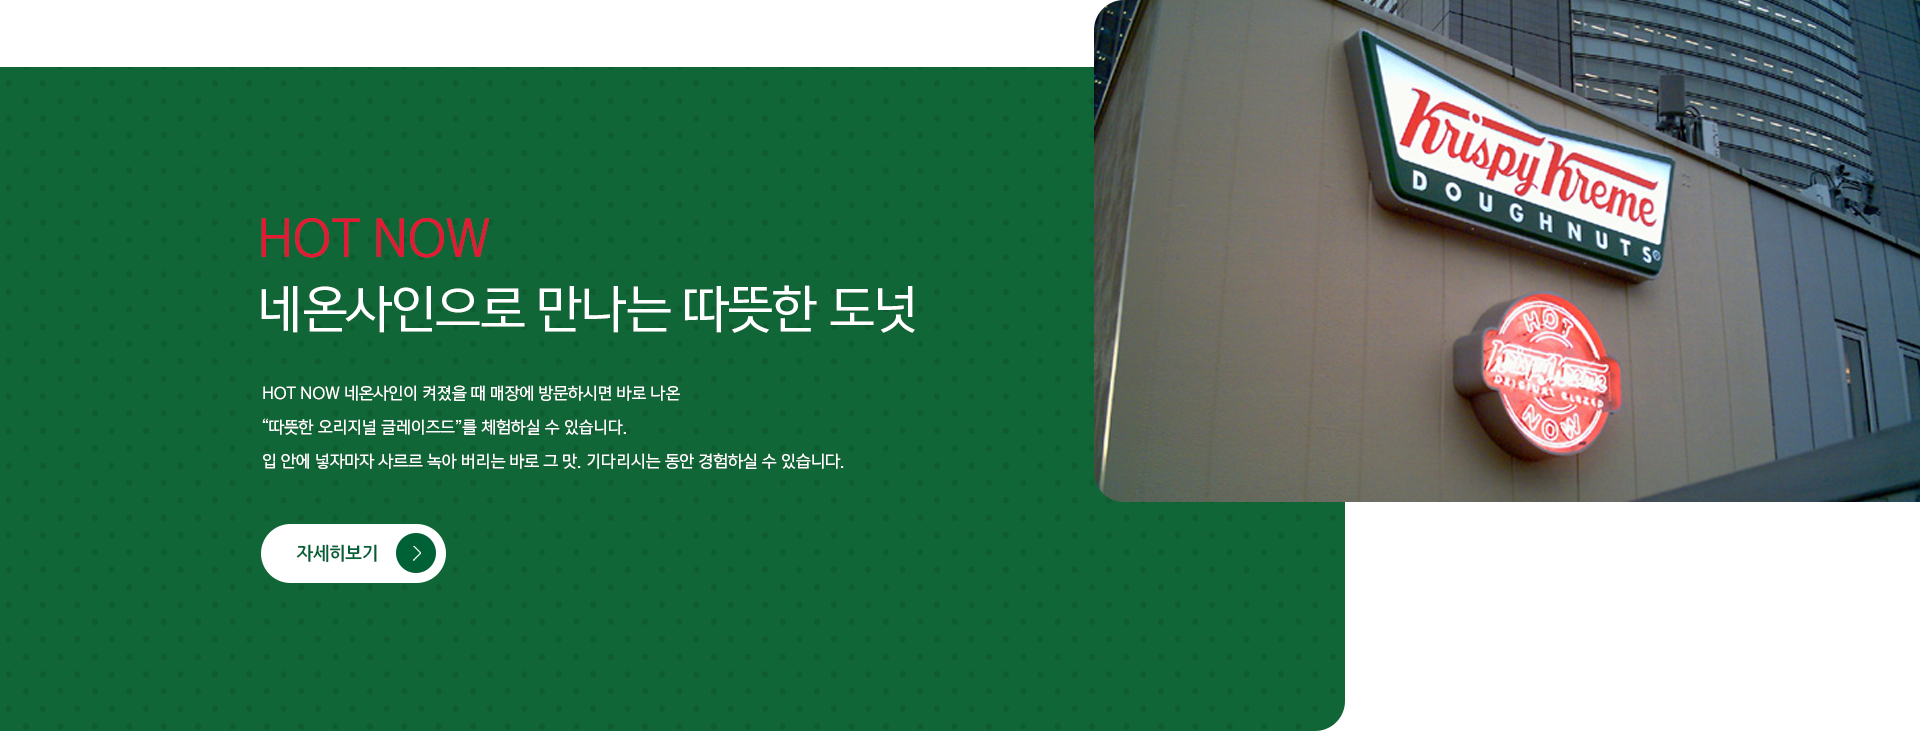 HOT NOW
네온사인으로 만나는 따뜻한 도넛
HOT NOW 네온사인이 켜졌을 때 매장에 방문하시면 바로 나온
“따뜻한 오리지널 글레이즈드”를 체험하실 수 있습니다.
입 안에 넣자마자 사르르 녹아 버리는 바로 그 맛. 기다리시는 동안 경험하실 수 있습니다.
자세히보기
Krispy Kreme
DOUGHNUTS®
HOT
Krispy Kreme
ORIGINAL GLAZED
NOW